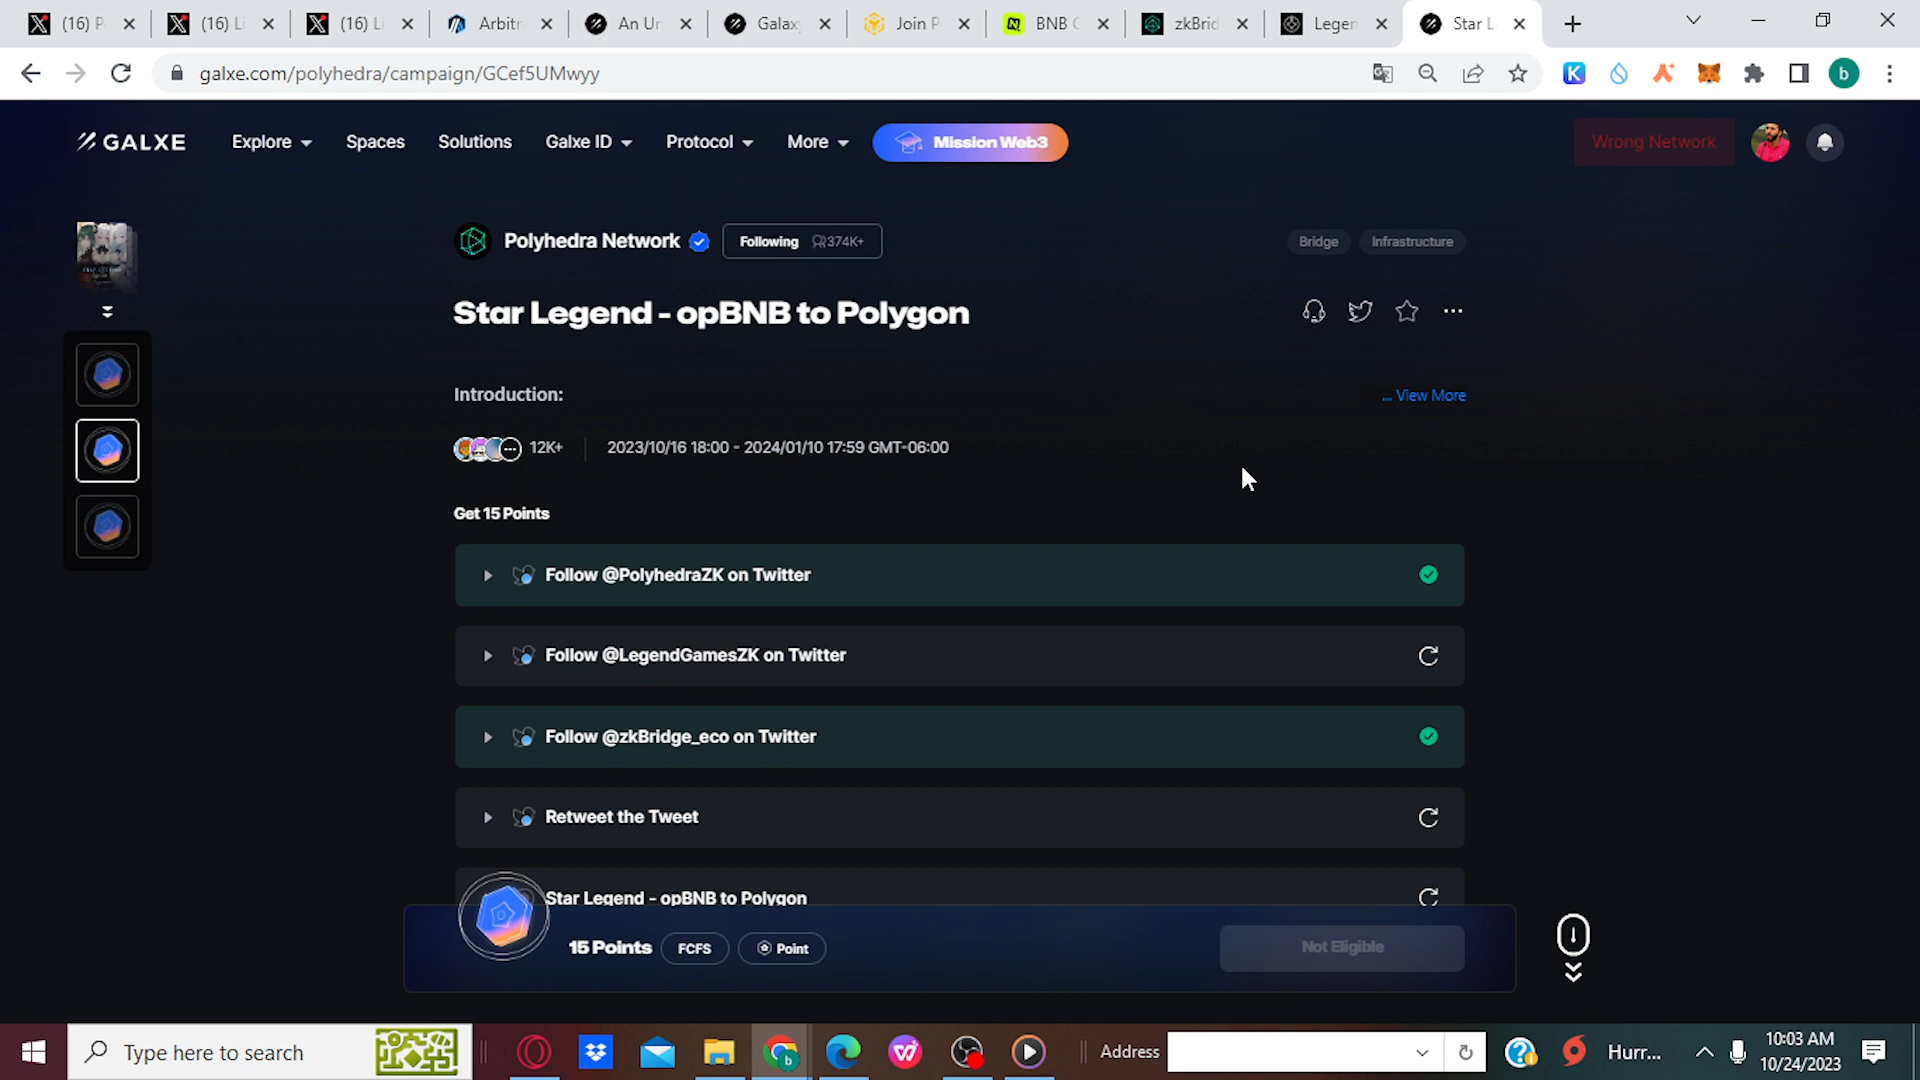 (16) P
(16) Li
(16) Li
Arbitr
An Un
Galaxy
Join P
BNB C
zkBrid
Legen
Star L
galxe.com/polyhedra/campaign/GCef5UMwyy
b
GALXE
Explore
Spaces
Solutions
Galxe ID
Protocol
More
Mission Web3
Wrong Network
Polyhedra Network
Following
374K+
Bridge
Infrastructure
Star Legend - opBNB to Polygon
Introduction:
... View More
12K+
2023/10/16 18:00 - 2024/01/10 17:59 GMT-06:00
Get 15 Points
Follow @PolyhedraZK on Twitter
Follow @LegendGamesZK on Twitter
Follow @zkBridge_eco on Twitter
Retweet the Tweet
Star Legend - opBNB to Polygon
15 Points
FCFS
Point
Not Eligible
Type here to search
Address
Hurr...
10:03 AM
10/24/2023